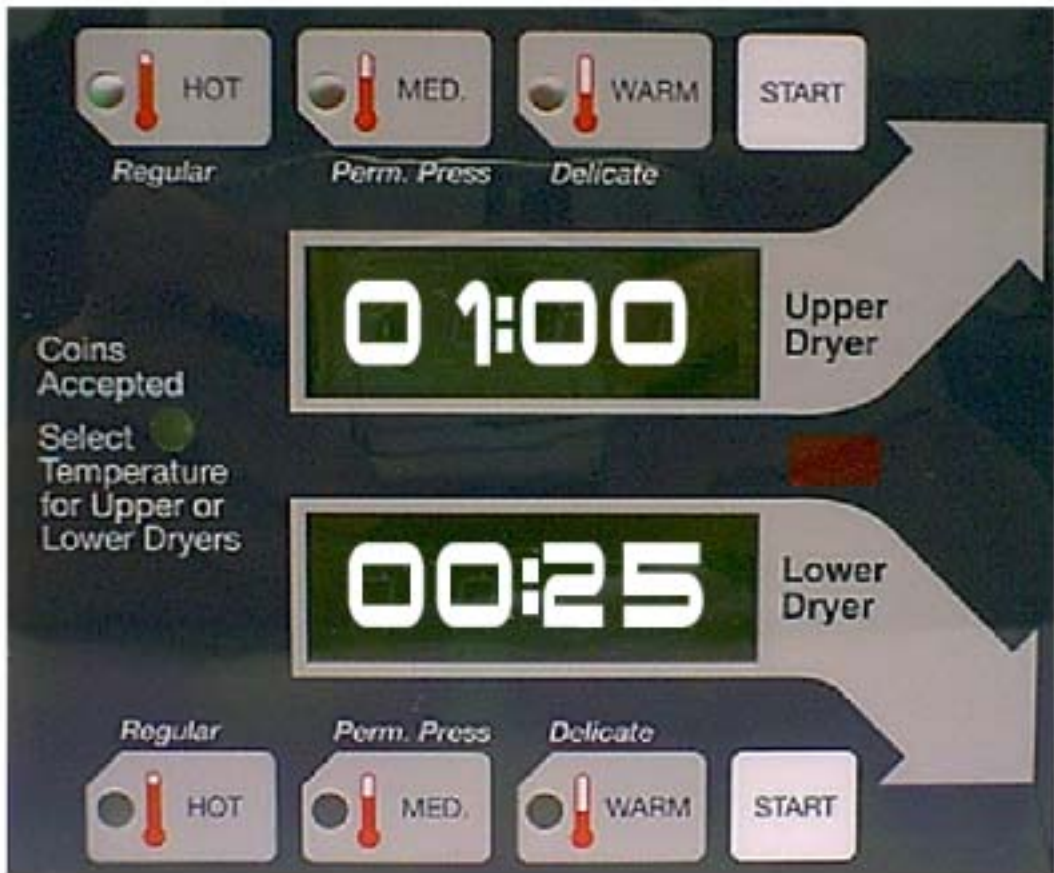 HOT
MED.
WARM
START
Regular
Perm. Press
Delicate
01:00
Upper
Dryer
Coins
Accepted
Select
Temperature
for Upper or
Lower Dryers
00:25
Lower
Dryer
Regular
Perm. Press
Delicate
HOT
MED.
WARM
START